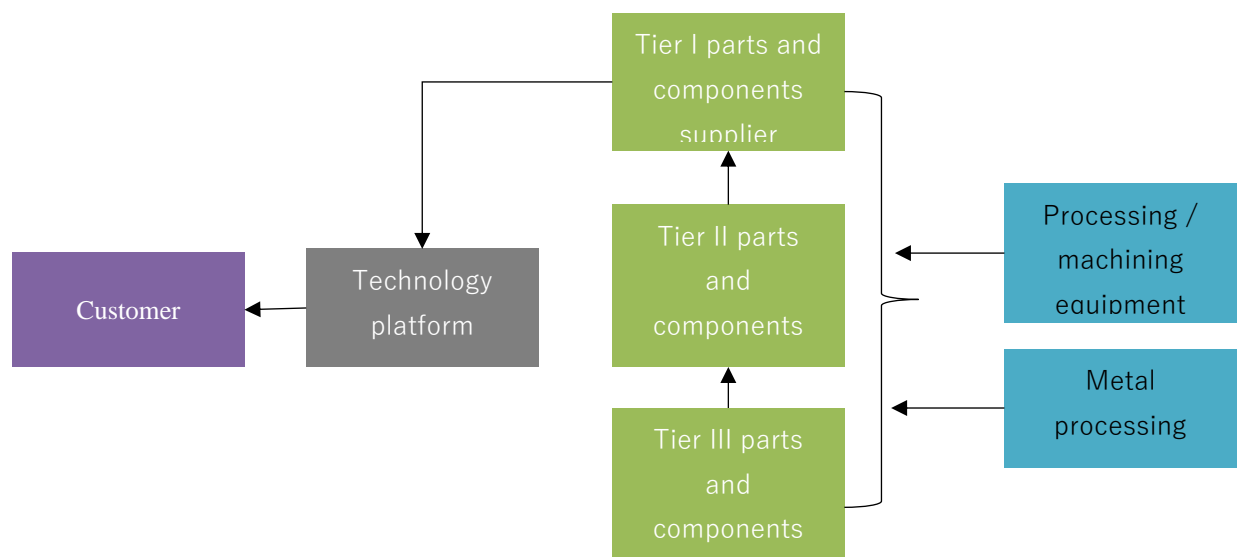 Tier I parts and
components
supplier
Processing /
machining
equipment
Tier II parts
and
components
Technology
platform
Customer
Metal
processing
Tier III parts
and
components